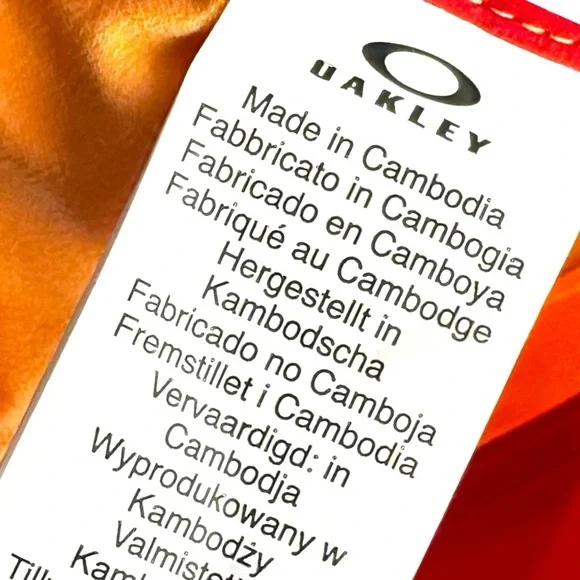 OAKLEY
Made in Cambodia
Fabbricato in Cambogia
Fabricado en Camboya
Fabriqué au Cambodge
Hergestellt in
Kambodscha
Fabricado no Camboja
Fremstillet i Cambodia
Vervaardigd: in
Cambodja
Wyprodukowany w
Kambodży